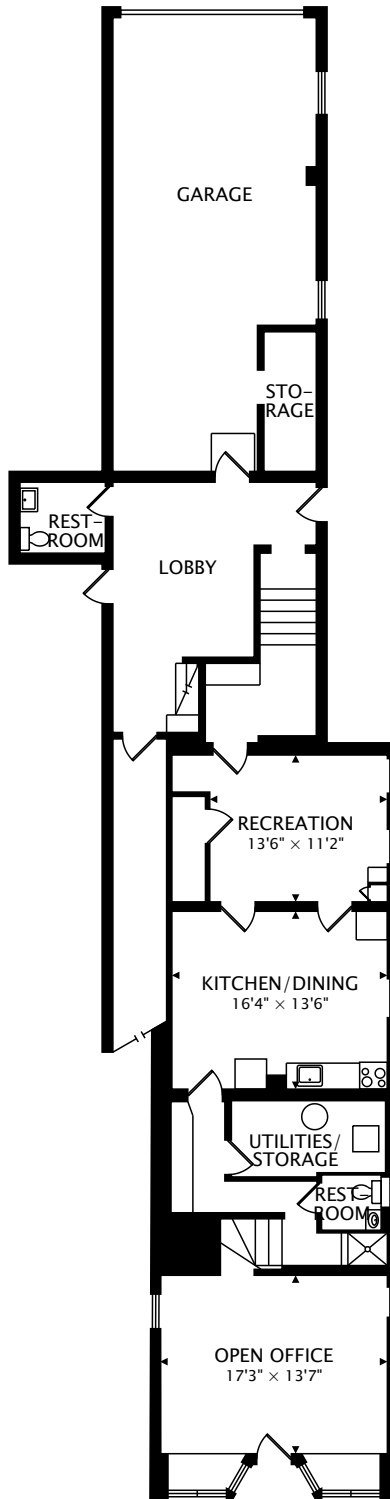 GARAGE
STO-
RAGE
REST-
ROOM
LOBBY
RECREATION
13'6" × 11'2"
KITCHEN/DINING
16'4" × 13'6"
UTILITIES/
STORAGE
REST-
ROOM
OPEN OFFICE
17'3" × 13'7"